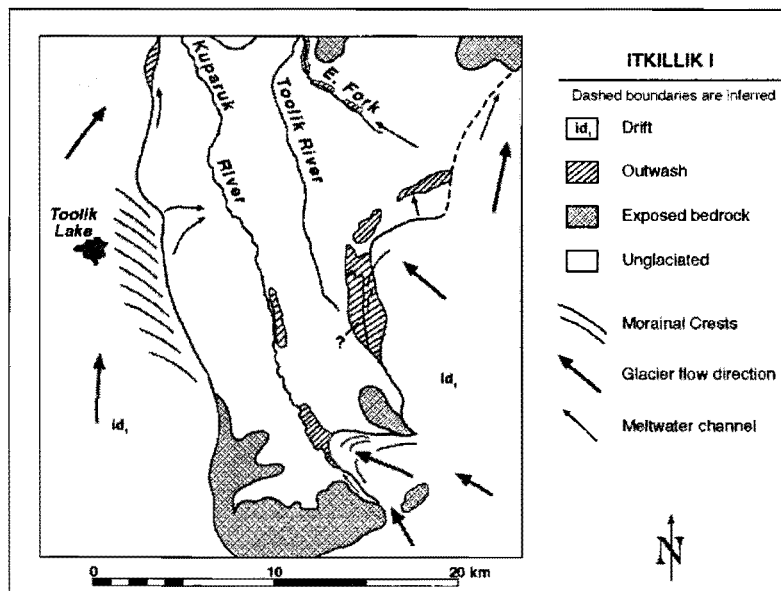 ITKILLIK I
Dashed boundaries are inferred
id₁ Drift
Outwash
Exposed bedrock
Unglaciated
Morainal Crests
Glacier flow direction
Meltwater channel
N
Kuparuk
River
Toolik River
E. Fork
Toolik
Lake
?
id₁
id₁
0 10 20 km